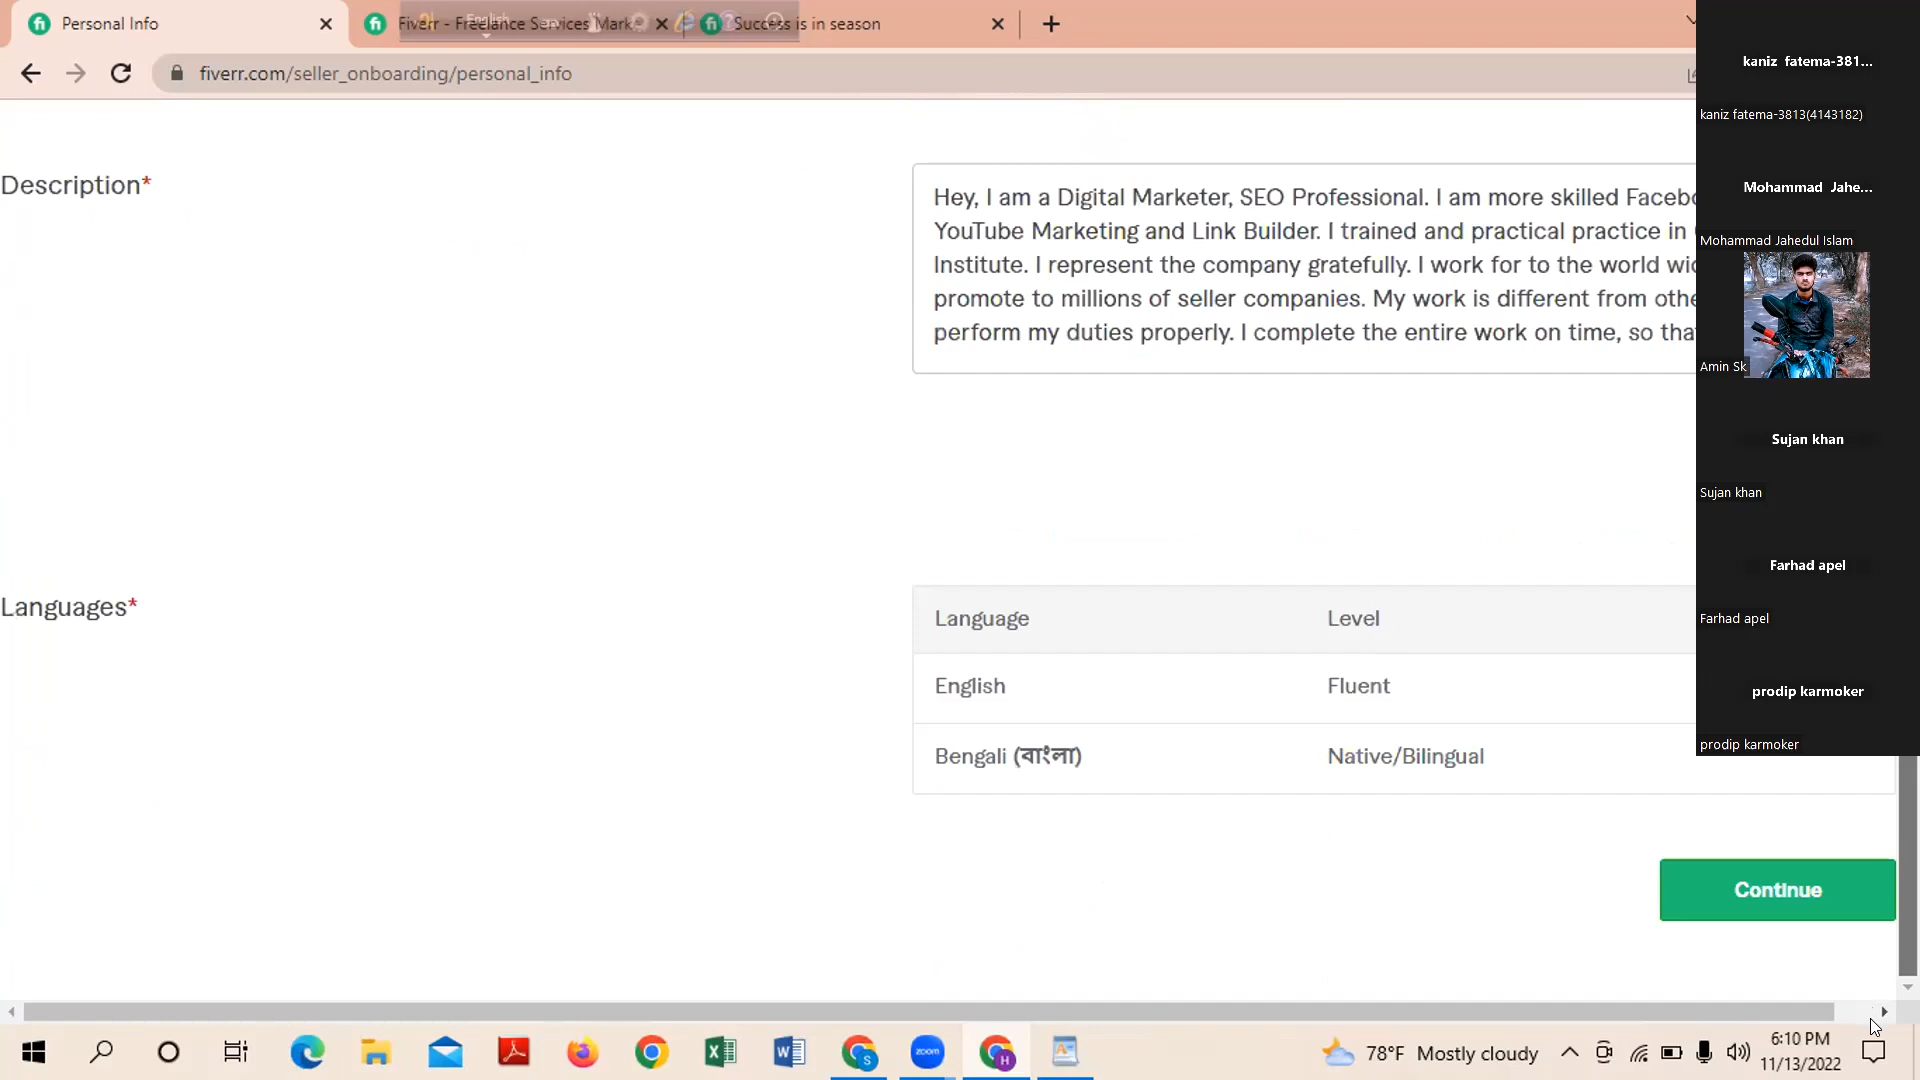 Personal Info
Fiverr - Freelance Services Mark
Success is in season
fiverr.com/seller_onboarding/personal_info
Description*
Hey, I am a Digital Marketer, SEO Professional. I am more skilled Facebo
YouTube Marketing and Link Builder. I trained and practical practice in
Institute. I represent the company gratefully. I work for to the world wi
promote to millions of seller companies. My work is different from othe
perform my duties properly. I complete the entire work on time, so tha
Languages*
Language Level
English Fluent
Bengali (বাংলা) Native/Bilingual
Continue
kaniz fatema-381...
kaniz fatema-3813(4143182)
Mohammad Jahe...
Mohammad Jahedul Islam
Amin Sk
Sujan khan
Sujan khan
Farhad apel
Farhad apel
prodip karmoker
prodip karmoker
zoom
S
H
78°F Mostly cloudy
6:10 PM
11/13/2022